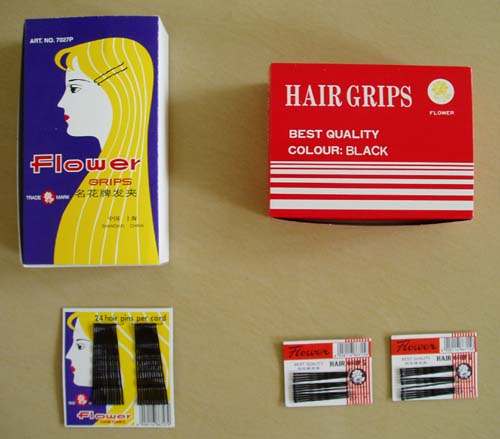 ART. NO. 7027P
Flower
GRIPS
TRADE MARK
名花牌发夹
中国 上海
SHANGHAI CHINA
HAIR GRIPS
FLOWER
BEST QUALITY
COLOUR: BLACK
24 hair pins per card
Flower
Flower
BEST QUALITY
HAIR
Flower
BEST QUALITY
HAIR